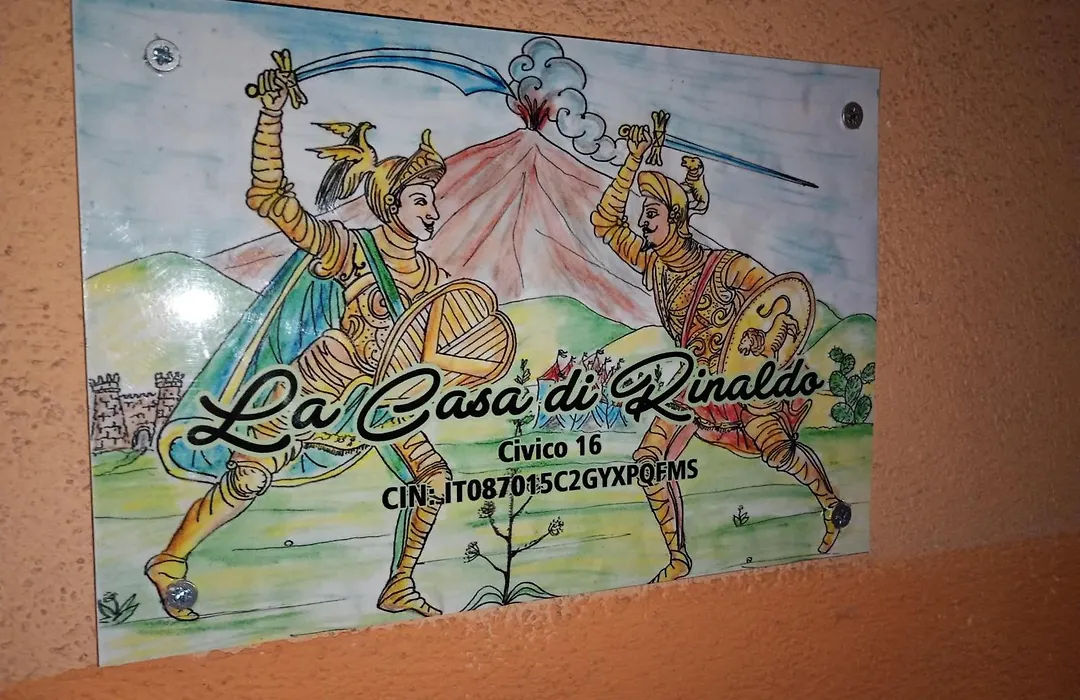 La Casa di Rinaldo
Civico 16
CIN: IT087015C2GYXPQFMS